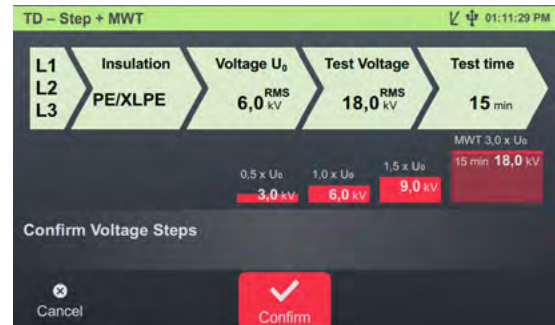 TD – Step + MWT
01:11:29 PM
L1
L2
L3
Insulation
PE/XLPE
Voltage U₀
6,0 RMS kV
Test Voltage
18,0 RMS kV
Test time
15 min
MWT 3,0 x U₀
15 min 18,0 kV
0,5 x U₀
3,0 kV
1,0 x U₀
6,0 kV
1,5 x U₀
9,0 kV
Confirm Voltage Steps
Cancel
Confirm